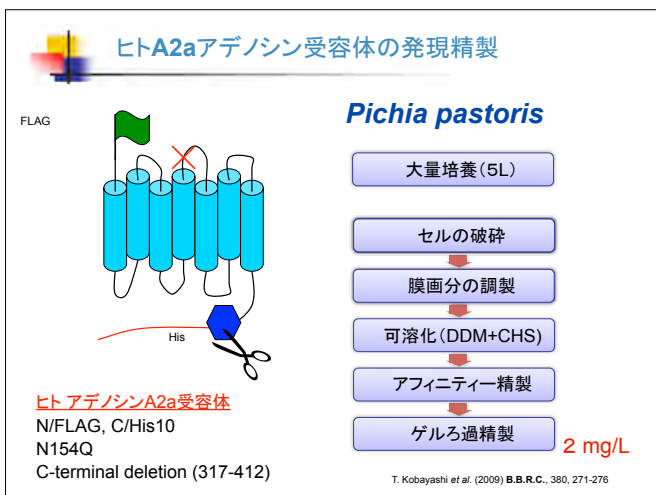 ヒトA2aアデノシン受容体の発現精製
FLAG
His
ヒト アデノシンA2a受容体
N/FLAG, C/His10
N154Q
C-terminal deletion (317-412)
Pichia pastoris
大量培養(5L)
セルの破砕
膜画分の調製
可溶化(DDM+CHS)
アフィニティー精製
ゲルろ過精製
2 mg/L
T. Kobayashi et al. (2009) B.B.R.C., 380, 271-276